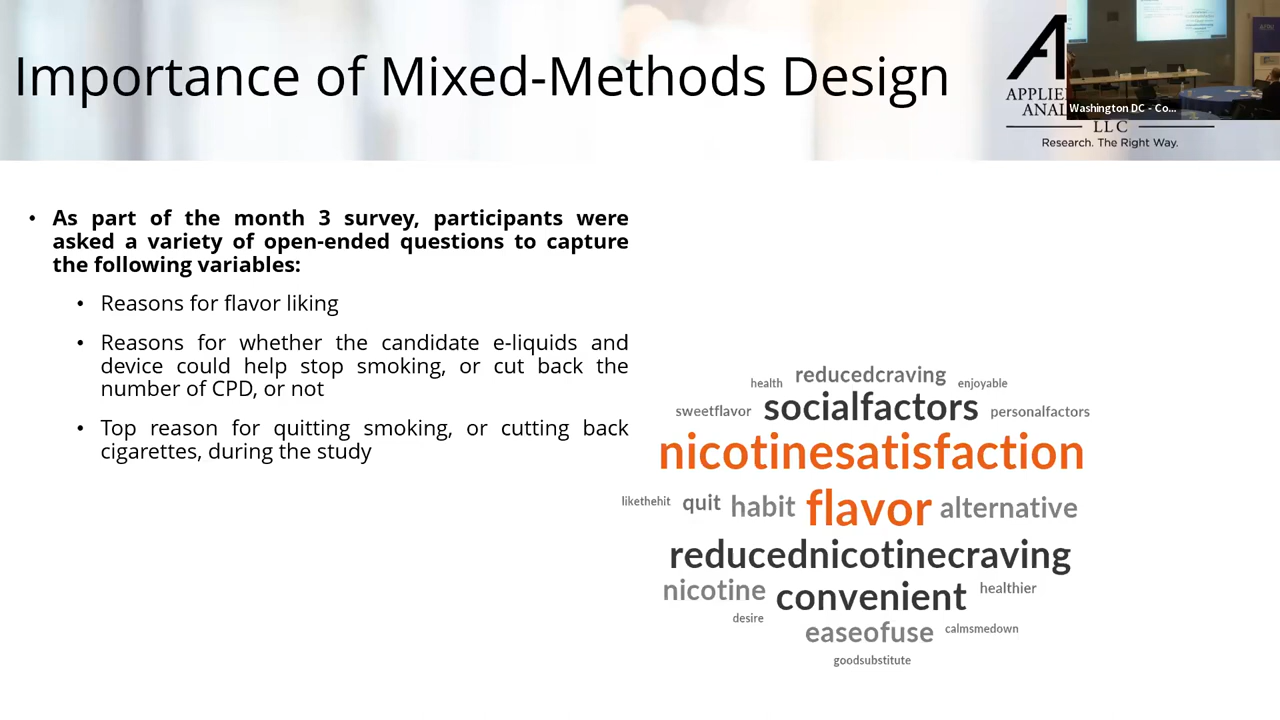 Importance of Mixed-Methods Design
ANAL
LLC
Research. The Right Way.
Washington DC - Co...
• As part of the month 3 survey, participants were
asked a variety of open-ended questions to capture
the following variables:
• Reasons for flavor liking
• Reasons for whether the candidate e-liquids and
device could help stop smoking, or cut back the
number of CPD, or not
• Top reason for quitting smoking, or cutting back
cigarettes, during the study
health reducedcraving enjoyable
sweetflavor socialfactors personalfactors
nicotinesatisfaction
likethehit quit habit flavor alternative
reducednicotinecraving
nicotine convenient healthier
desire
easeofuse calmsmedown
goodsubstitute